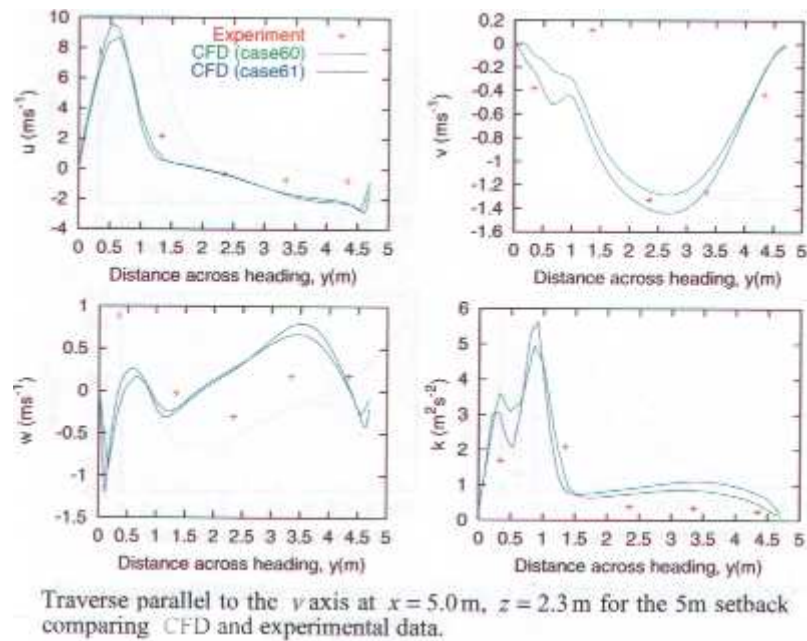 10
8
6
4
2
0
-2
-4
u (ms⁻¹)
Experiment
CFD (case60)
CFD (case61)
0 0.5 1 1.5 2 2.5 3 3.5 4 4.5 5
Distance across heading, y(m)
0.2
0
-0.2
-0.4
-0.6
-0.8
-1
-1.2
-1.4
-1.6
v (ms⁻¹)
0 0.5 1 1.5 2 2.5 3 3.5 4 4.5 5
Distance across heading, y(m)
1
0.5
0
-0.5
-1
-1.5
w (ms⁻¹)
0 0.5 1 1.5 2 2.5 3 3.5 4 4.5 5
Distance across heading, y(m)
6
5
4
3
2
1
0
k (m²s⁻²)
0 0.5 1 1.5 2 2.5 3 3.5 4 4.5 5
Distance across heading, y(m)
Traverse parallel to the y axis at x = 5.0 m, z = 2.3 m for the 5m setback
comparing CFD and experimental data.